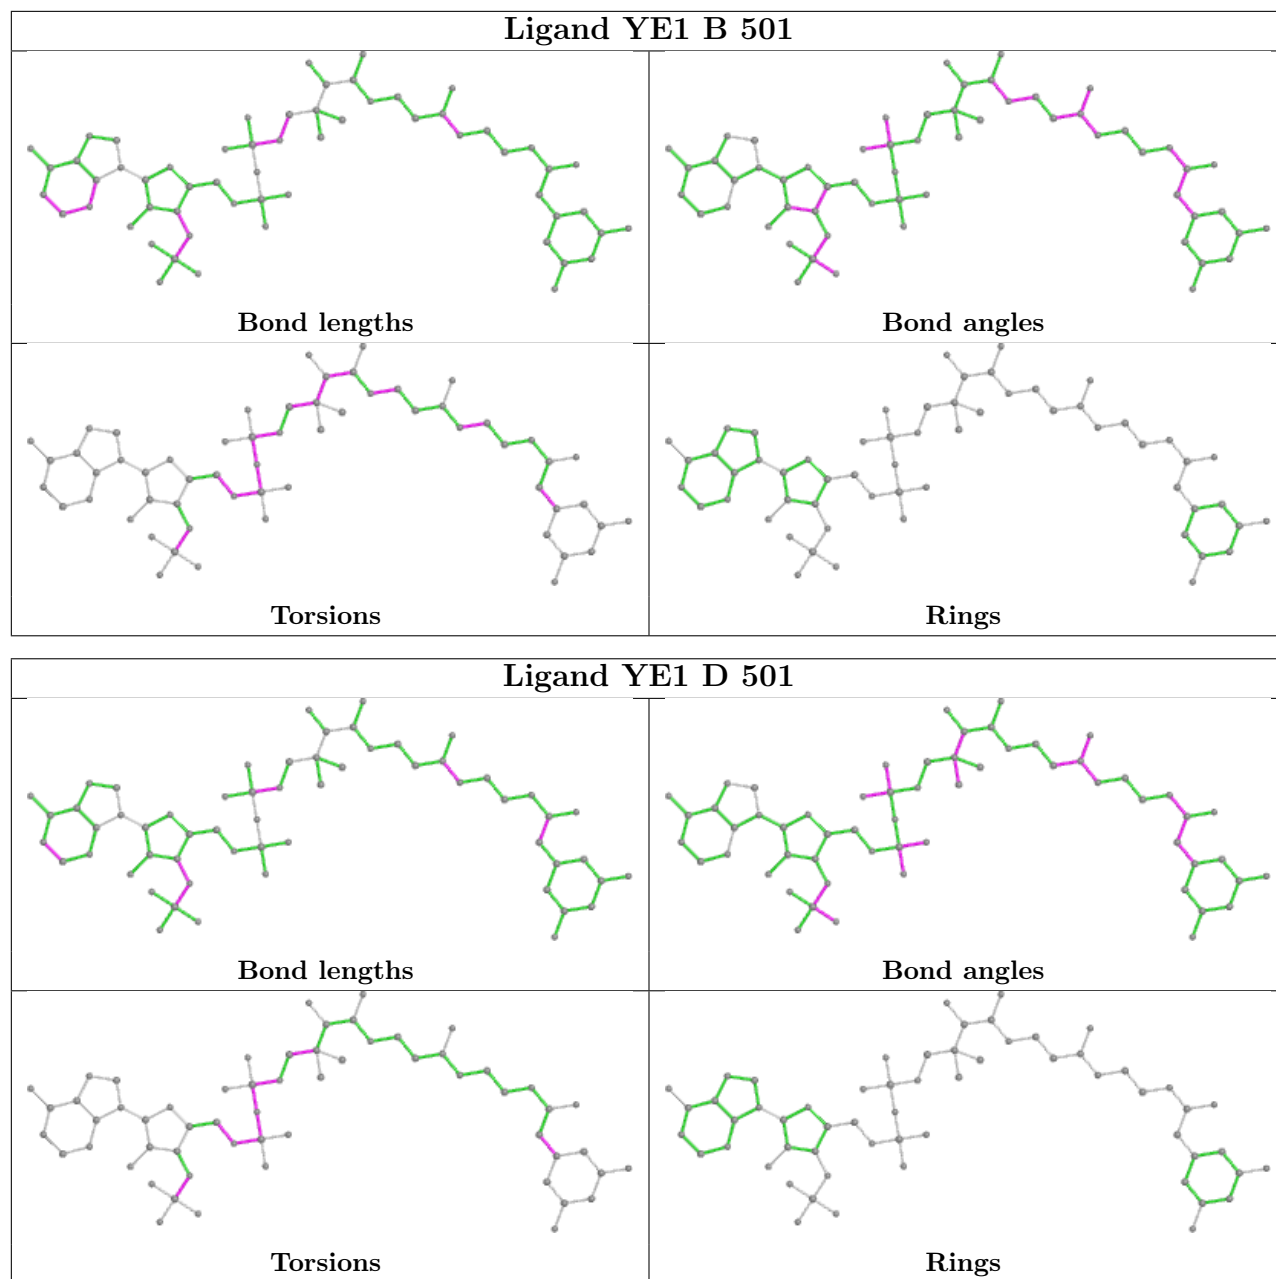 Ligand YE1 B 501
Bond lengths
Bond angles
Torsions
Rings
Ligand YE1 D 501
Bond lengths
Bond angles
Torsions
Rings